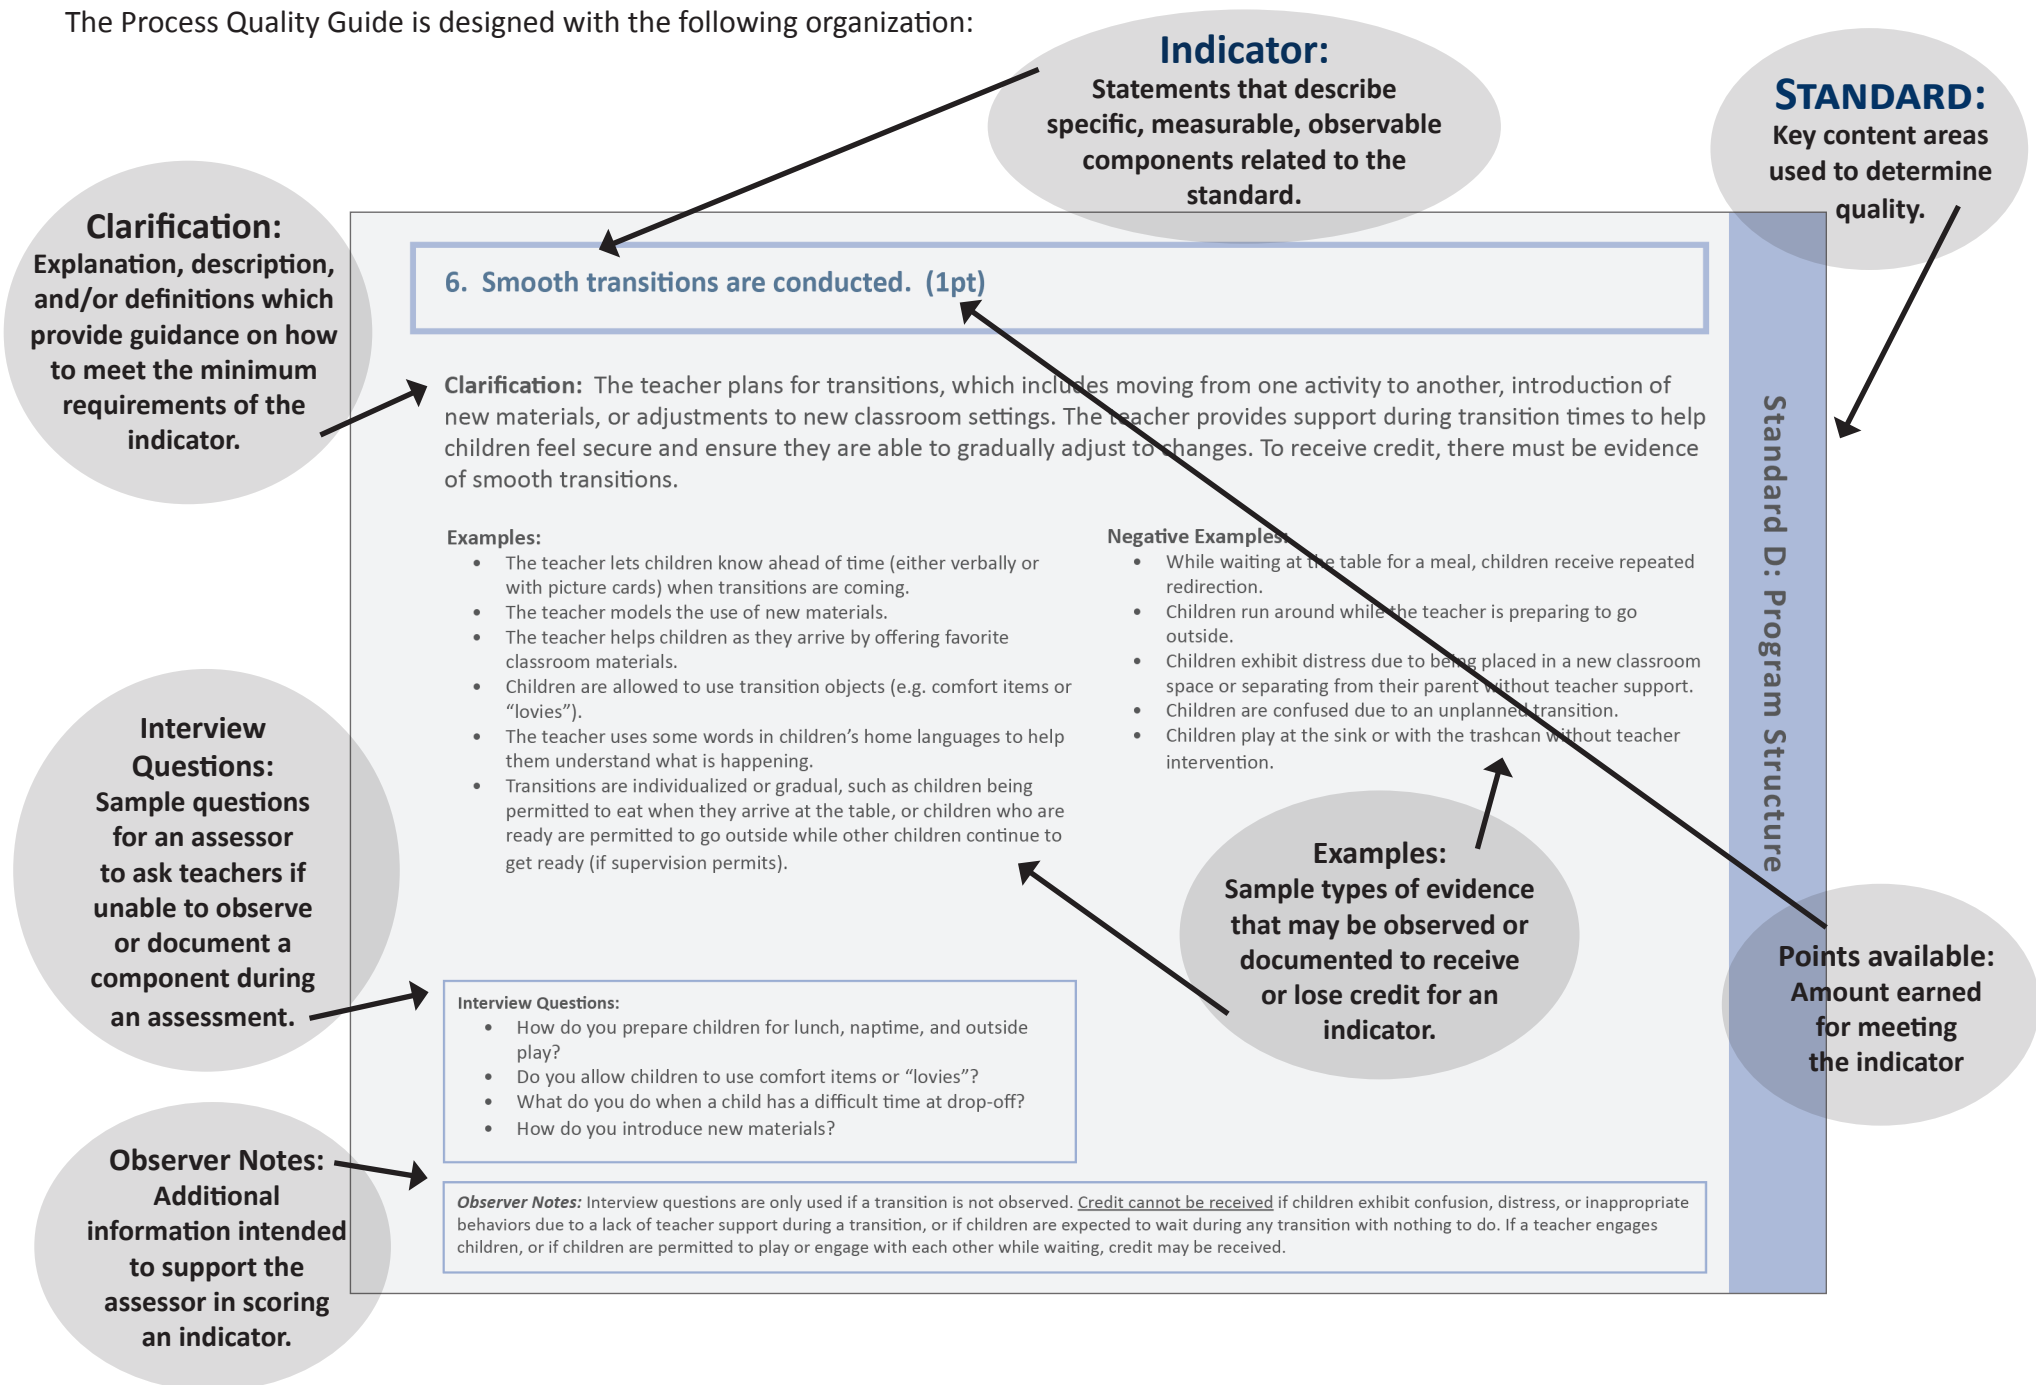 The Process Quality Guide is designed with the following organization:
Indicator:
Statements that describe
specific, measurable, observable
components related to the
standard.
STANDARD:
Key content areas
used to determine
quality.
Clarification:
Explanation, description,
and/or definitions which
provide guidance on how
to meet the minimum
requirements of the
indicator.
6. Smooth transitions are conducted. (1pt)
Clarification: The teacher plans for transitions, which includes moving from one activity to another, introduction of
new materials, or adjustments to new classroom settings. The teacher provides support during transition times to help
children feel secure and ensure they are able to gradually adjust to changes. To receive credit, there must be evidence
of smooth transitions.
Standard D: Program Structure
Examples:
• The teacher lets children know ahead of time (either verbally or
with picture cards) when transitions are coming.
• The teacher models the use of new materials.
• The teacher helps children as they arrive by offering favorite
classroom materials.
• Children are allowed to use transition objects (e.g. comfort items or
“lovies”).
• The teacher uses some words in children’s home languages to help
them understand what is happening.
• Transitions are individualized or gradual, such as children being
permitted to eat when they arrive at the table, or children who are
ready are permitted to go outside while other children continue to
get ready (if supervision permits).
Negative Examples:
• While waiting at the table for a meal, children receive repeated
redirection.
• Children run around while the teacher is preparing to go
outside.
• Children exhibit distress due to being placed in a new classroom
space or separating from their parent without teacher support.
• Children are confused due to an unplanned transition.
• Children play at the sink or with the trashcan without teacher
intervention.
Interview
Questions:
Sample questions
for an assessor
to ask teachers if
unable to observe
or document a
component during
an assessment.
Examples:
Sample types of evidence
that may be observed or
documented to receive
or lose credit for an
indicator.
Points available:
Amount earned
for meeting
the indicator
Interview Questions:
• How do you prepare children for lunch, naptime, and outside
play?
• Do you allow children to use comfort items or “lovies”?
• What do you do when a child has a difficult time at drop-off?
• How do you introduce new materials?
Observer Notes:
Additional
information intended
to support the
assessor in scoring
an indicator.
Observer Notes: Interview questions are only used if a transition is not observed. Credit cannot be received if children exhibit confusion, distress, or inappropriate
behaviors due to a lack of teacher support during a transition, or if children are expected to wait during any transition with nothing to do. If a teacher engages
children, or if children are permitted to play or engage with each other while waiting, credit may be received.